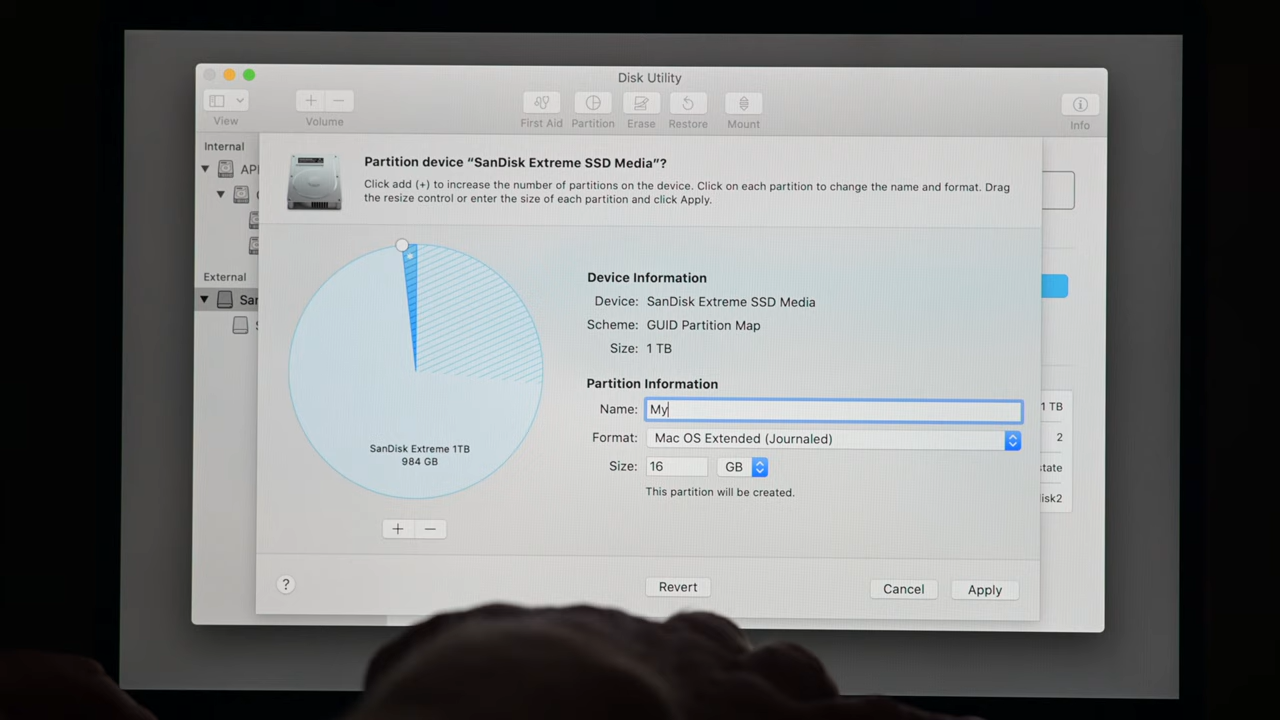 Disk Utility
View
Volume
First Aid
Partition
Erase
Restore
Mount
Info
Internal
External
Partition device “SanDisk Extreme SSD Media”?
Click add (+) to increase the number of partitions on the device. Click on each partition to change the name and format. Drag
the resize control or enter the size of each partition and click Apply.
SanDisk Extreme 1TB
984 GB
+ −
Device Information
Device: SanDisk Extreme SSD Media
Scheme: GUID Partition Map
Size: 1 TB
Partition Information
Name: My
Format: Mac OS Extended (Journaled)
Size: 16 GB
This partition will be created.
1 TB
2
?
Revert
Cancel
Apply